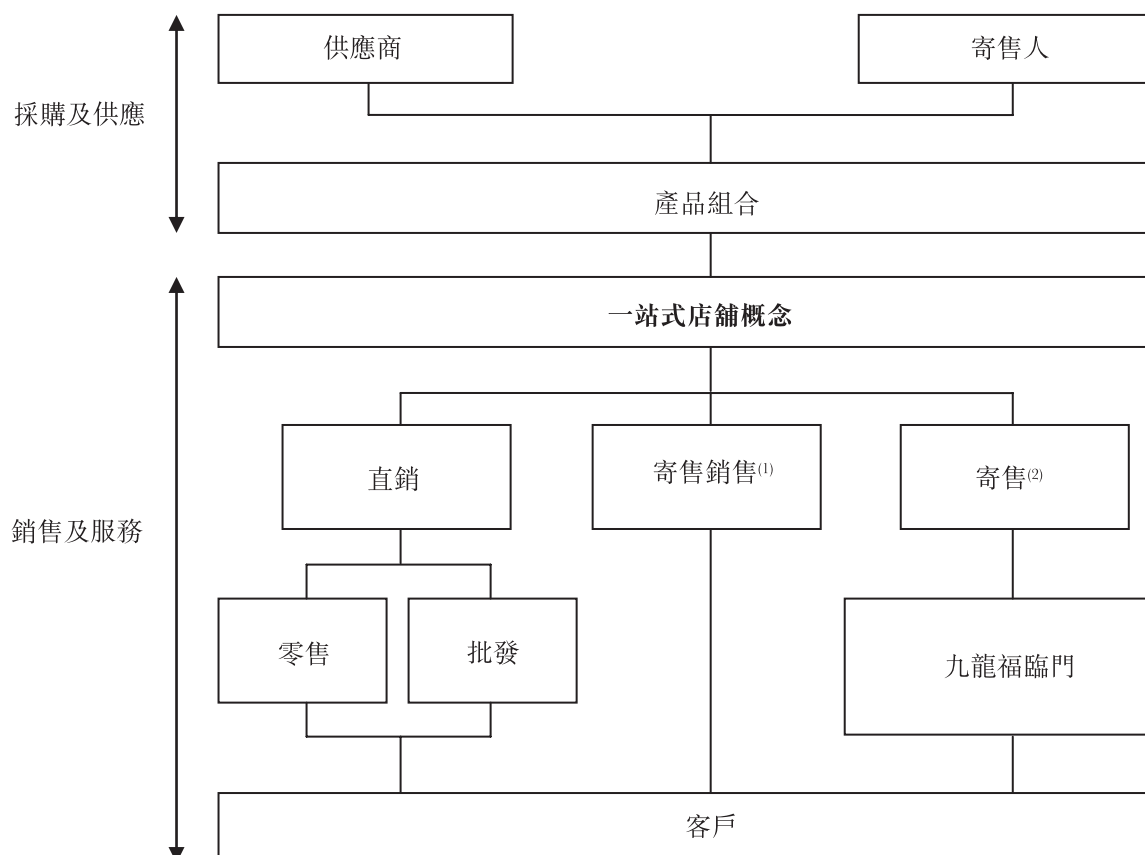 供應商
寄售人
採購及供應
產品組合
一站式店舖概念
直銷
寄售銷售(1)
寄售(2)
銷售及服務
零售
批發
九龍福臨門
客戶